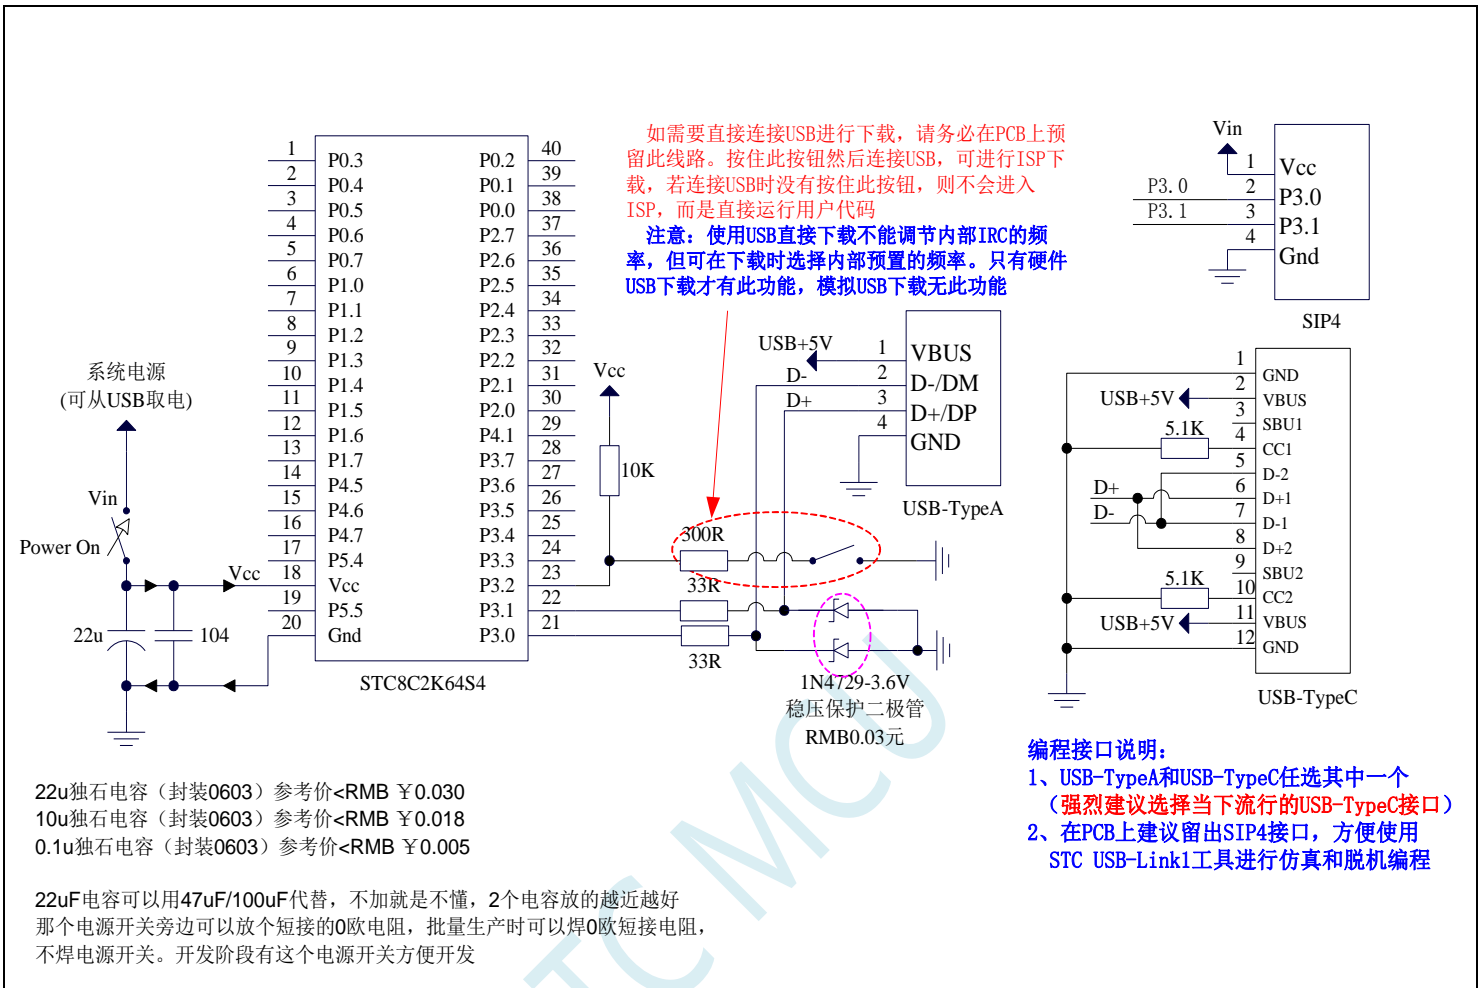 如需要直接连接USB进行下载，请务必在PCB上预
留此线路。按住此按钮然后连接USB，可进行ISP下
载，若连接USB时没有按住此按钮，则不会进入
ISP，而是直接运行用户代码
注意：使用USB直接下载不能调节内部IRC的频
率，但可在下载时选择内部预置的频率。只有硬件
USB下载才有此功能，模拟USB下载无此功能
1 P0.3 P0.2 40
2 P0.4 P0.1 39
3 P0.5 P0.0 38
4 P0.6 P2.7 37
5 P0.7 P2.6 36
6 P1.0 P2.5 35
7 P1.1 P2.4 34
8 P1.2 P2.3 33
9 P1.3 P2.2 32
10 P1.4 P2.1 31
11 P1.5 P2.0 30
12 P1.6 P4.1 29
13 P1.7 P3.7 28
14 P4.5 P3.6 27
15 P4.6 P3.5 26
16 P4.7 P3.4 25
17 P5.4 P3.3 24
18 Vcc P3.2 23
19 P5.5 P3.1 22
20 Gnd P3.0 21
STC8C2K64S4
系统电源
(可从USB取电)
Vin
Power On
Vcc
22u
104
Vcc
10K
300R
33R
33R
1N4729-3.6V
稳压保护二极管
RMB0.03元
USB+5V 1 VBUS
D- 2 D-/DM
D+ 3 D+/DP
4 GND
USB-TypeA
Vin
1 Vcc
P3.0 2 P3.0
P3.1 3 P3.1
4 Gnd
SIP4
1 GND
USB+5V 2 VBUS
3 SBU1
5.1K 4 CC1
5 D-2
D+ 6 D+1
D- 7 D-1
8 D+2
9 SBU2
5.1K 10 CC2
USB+5V 11 VBUS
12 GND
USB-TypeC
编程接口说明：
1、USB-TypeA和USB-TypeC任选其中一个
（强烈建议选择当下流行的USB-TypeC接口）
2、在PCB上建议留出SIP4接口，方便使用
STC USB-Link1工具进行仿真和脱机编程
22u独石电容（封装0603）参考价<RMB ￥0.030
10u独石电容（封装0603）参考价<RMB ￥0.018
0.1u独石电容（封装0603）参考价<RMB ￥0.005
22uF电容可以用47uF/100uF代替，不加就是不懂，2个电容放的越近越好
那个电源开关旁边可以放个短接的0欧电阻，批量生产时可以焊0欧短接电阻，
不焊电源开关。开发阶段有这个电源开关方便开发
STC MCU